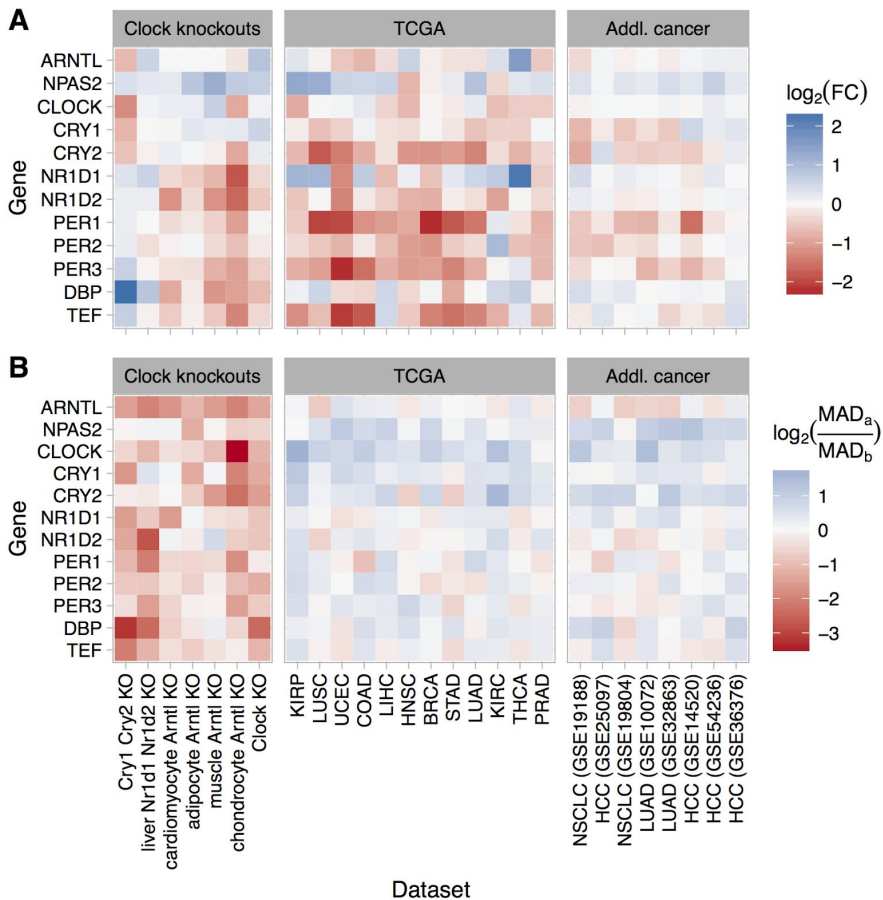 A
Clock knockouts
TCGA
Addl. cancer
Gene
ARNTL
NPAS2
CLOCK
CRY1
CRY2
NR1D1
NR1D2
PER1
PER2
PER3
DBP
TEF
log2(FC)
2
1
0
−1
−2
B
Clock knockouts
TCGA
Addl. cancer
Gene
ARNTL
NPAS2
CLOCK
CRY1
CRY2
NR1D1
NR1D2
PER1
PER2
PER3
DBP
TEF
log2(MADa/MADb)
1
0
−1
−2
−3
Cry1 Cry2 KO
liver Nr1d1 Nr1d2 KO
cardiomyocyte Arntl KO
adipocyte Arntl KO
muscle Arntl KO
chondrocyte Arntl KO
Clock KO
KIRP
LUSC
UCEC
COAD
LIHC
HNSC
BRCA
STAD
LUAD
KIRC
THCA
PRAD
NSCLC (GSE19188)
HCC (GSE25097)
NSCLC (GSE19804)
LUAD (GSE10072)
LUAD (GSE32863)
HCC (GSE14520)
HCC (GSE54236)
HCC (GSE36376)
Dataset